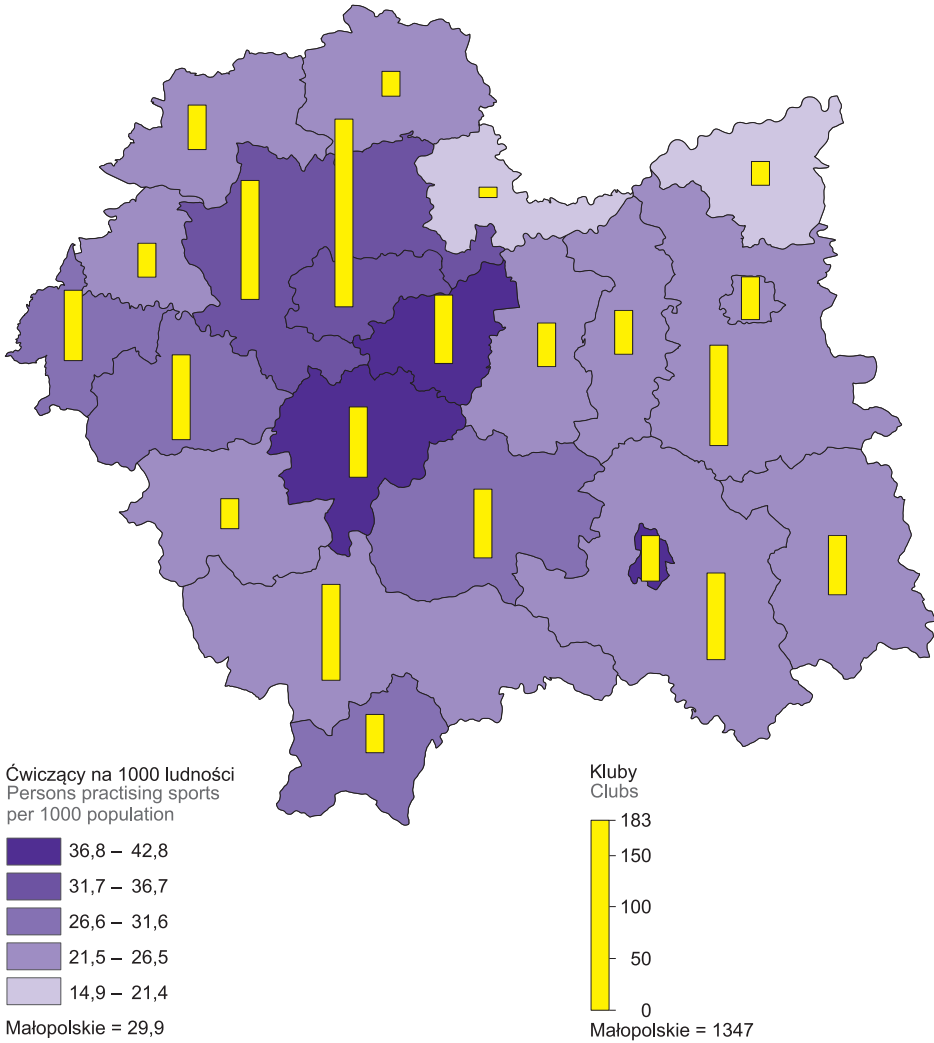 Ćwiczący na 1000 ludności
Persons practising sports
per 1000 population
36,8 – 42,8
31,7 – 36,7
26,6 – 31,6
21,5 – 26,5
14,9 – 21,4
Małopolskie = 29,9
Kluby
Clubs
183
150
100
50
0
Małopolskie = 1347